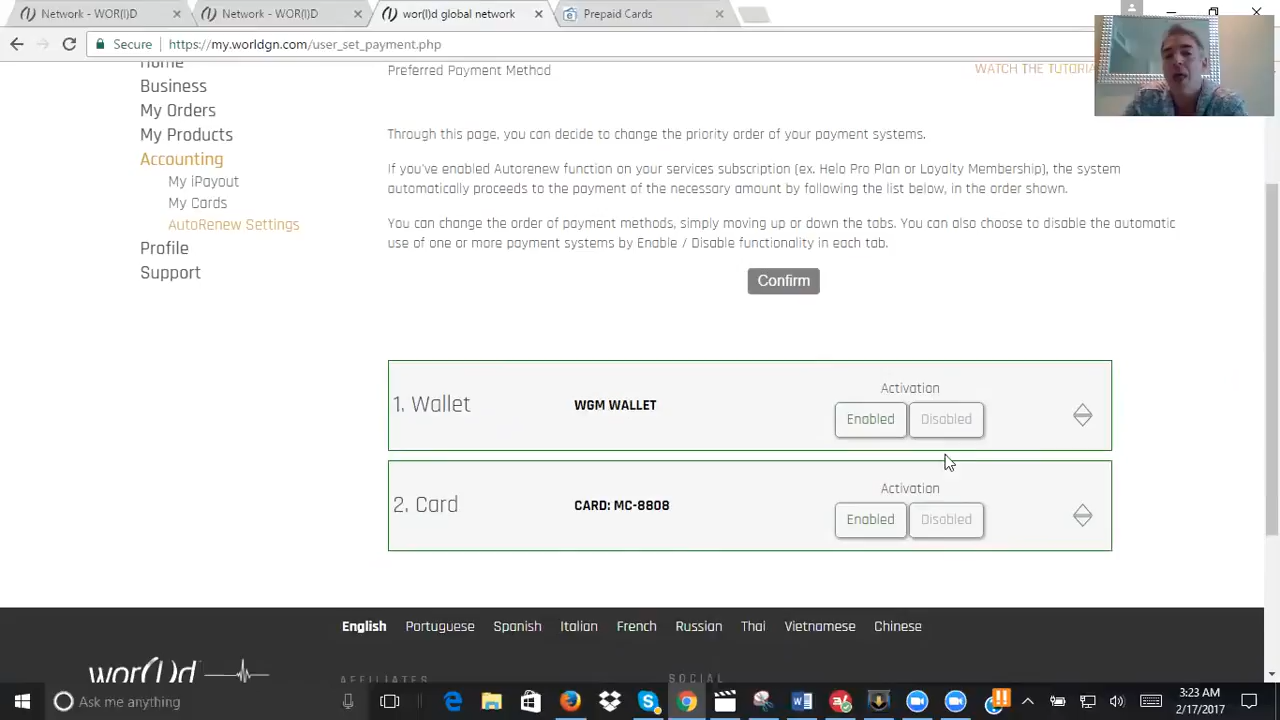 Network - WOR(I)D
Network - WOR(I)D
wor(l)d global network
Prepaid Cards
Secure
https://my.worldgn.com/user_set_payment.php
Home
Business
My Orders
My Products
Accounting
My iPayout
My Cards
AutoRenew Settings
Profile
Support
Preferred Payment Method
WATCH THE TUTORIA
Through this page, you can decide to change the priority order of your payment systems.
If you've enabled Autorenew function on your services subscription (ex. Helo Pro Plan or Loyalty Membership), the system
automatically proceeds to the payment of the necessary amount by following the list below, in the order shown.
You can change the order of payment methods, simply moving up or down the tabs. You can also choose to disable the automatic
use of one or more payment systems by Enable / Disable functionality in each tab.
Confirm
1. Wallet
WGM WALLET
Activation
Enabled
Disabled
2. Card
CARD: MC-8808
Activation
Enabled
Disabled
English Portuguese Spanish Italian French Russian Thai Vietnamese Chinese
wor(l)d
AFFILIATES
SOCIAL
Ask me anything
3:23 AM
2/17/2017